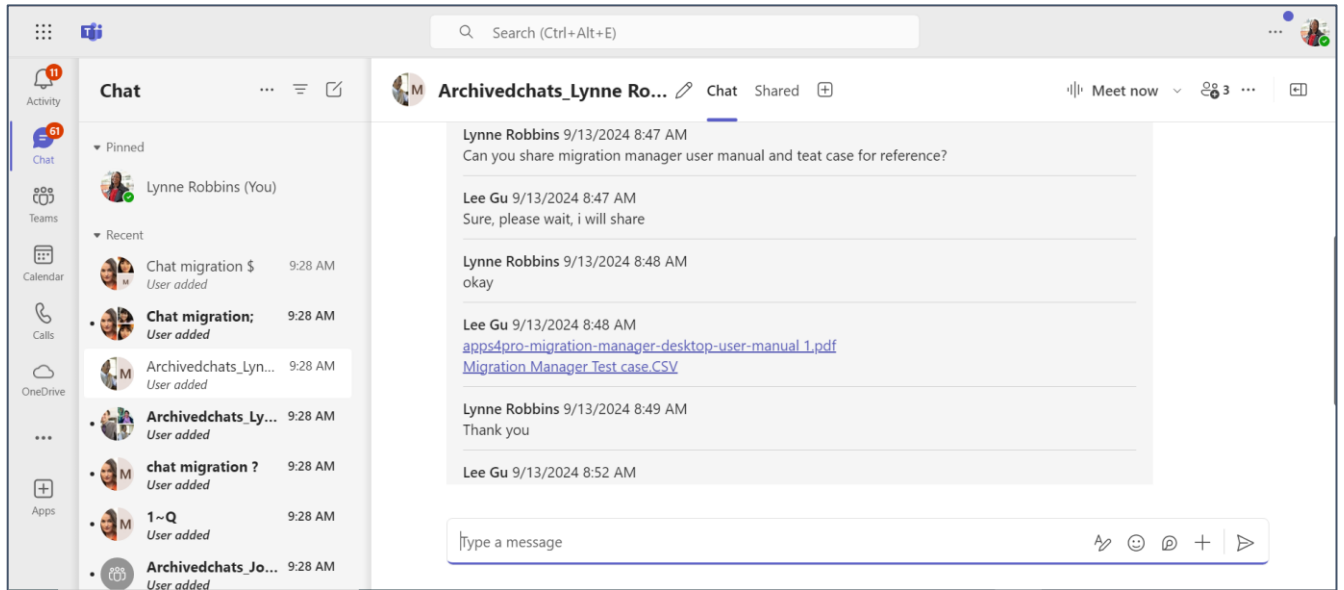 Search (Ctrl+Alt+E)
11
Activity
61
Chat
Teams
Calendar
Calls
OneDrive
Apps
Chat
Pinned
Lynne Robbins (You)
Recent
Chat migration $ 9:28 AM
User added
Chat migration; 9:28 AM
User added
Archivedchats_Lyn... 9:28 AM
User added
Archivedchats_Ly... 9:28 AM
User added
chat migration ? 9:28 AM
User added
1~Q 9:28 AM
User added
Archivedchats_Jo... 9:28 AM
User added
M Archivedchats_Lynne Ro... Chat Shared Meet now 3
Lynne Robbins 9/13/2024 8:47 AM
Can you share migration manager user manual and teat case for reference?
Lee Gu 9/13/2024 8:47 AM
Sure, please wait, i will share
Lynne Robbins 9/13/2024 8:48 AM
okay
Lee Gu 9/13/2024 8:48 AM
apps4pro-migration-manager-desktop-user-manual 1.pdf
Migration Manager Test case.CSV
Lynne Robbins 9/13/2024 8:49 AM
Thank you
Lee Gu 9/13/2024 8:52 AM
Type a message